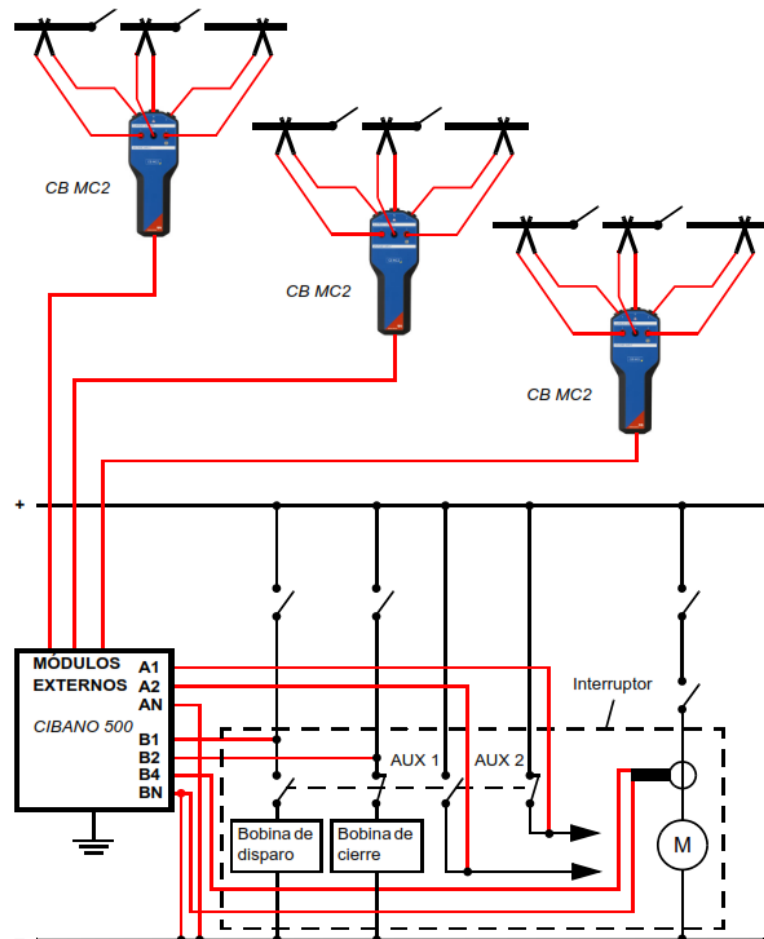 CB MC2
CB MC2
CB MC2
+
MÓDULOS
EXTERNOS
CIBANO 500
A1
A2
AN
B1
B2
B4
BN
Interruptor
AUX 1
AUX 2
Bobina de
disparo
Bobina de
cierre
M